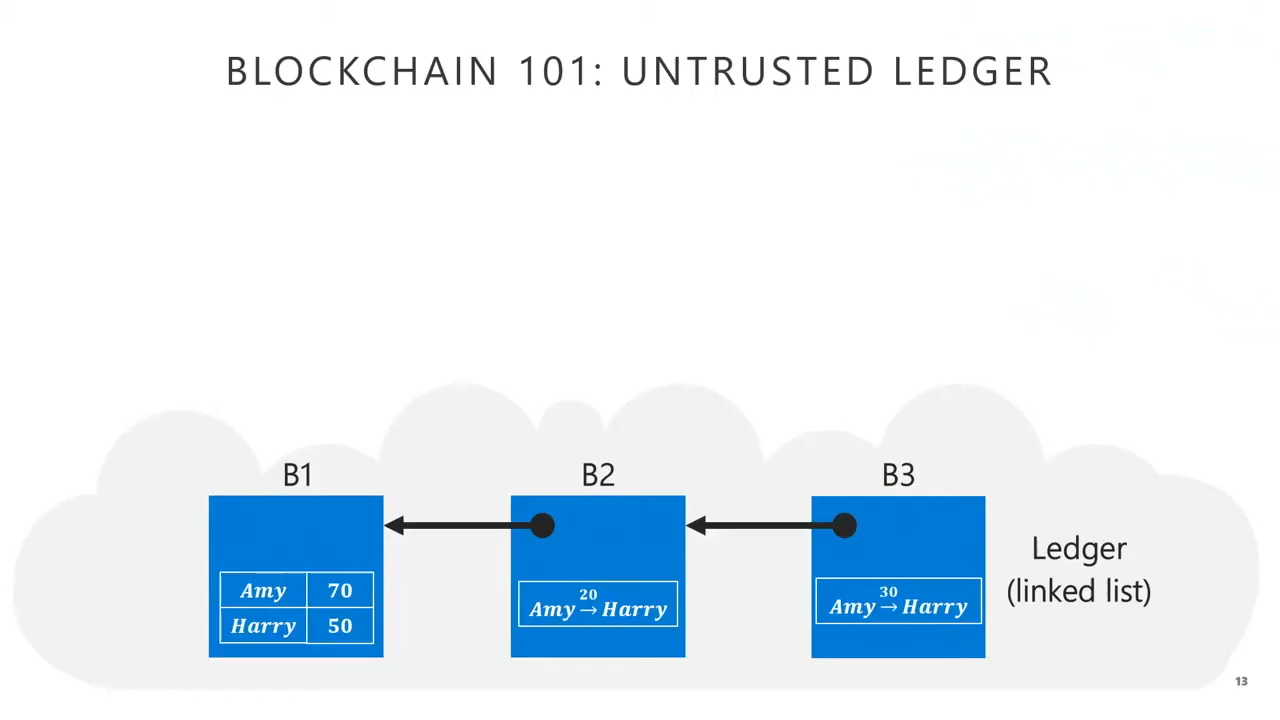 BLOCKCHAIN 101: UNTRUSTED LEDGER
B1
B2
B3
Amy 70
Harry 50
20
Amy → Harry
30
Amy → Harry
Ledger
(linked list)
13